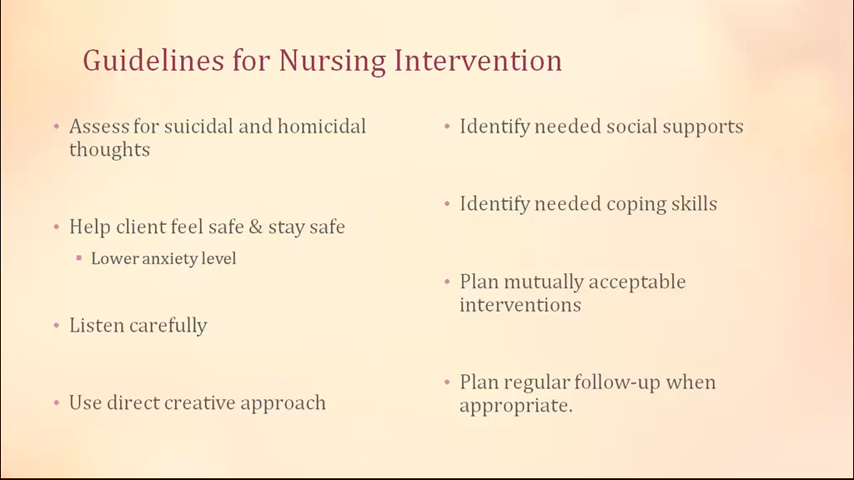 Guidelines for Nursing Intervention
• Assess for suicidal and homicidal
thoughts
• Help client feel safe & stay safe
▪ Lower anxiety level
• Listen carefully
• Use direct creative approach
• Identify needed social supports
• Identify needed coping skills
• Plan mutually acceptable
interventions
• Plan regular follow-up when
appropriate.